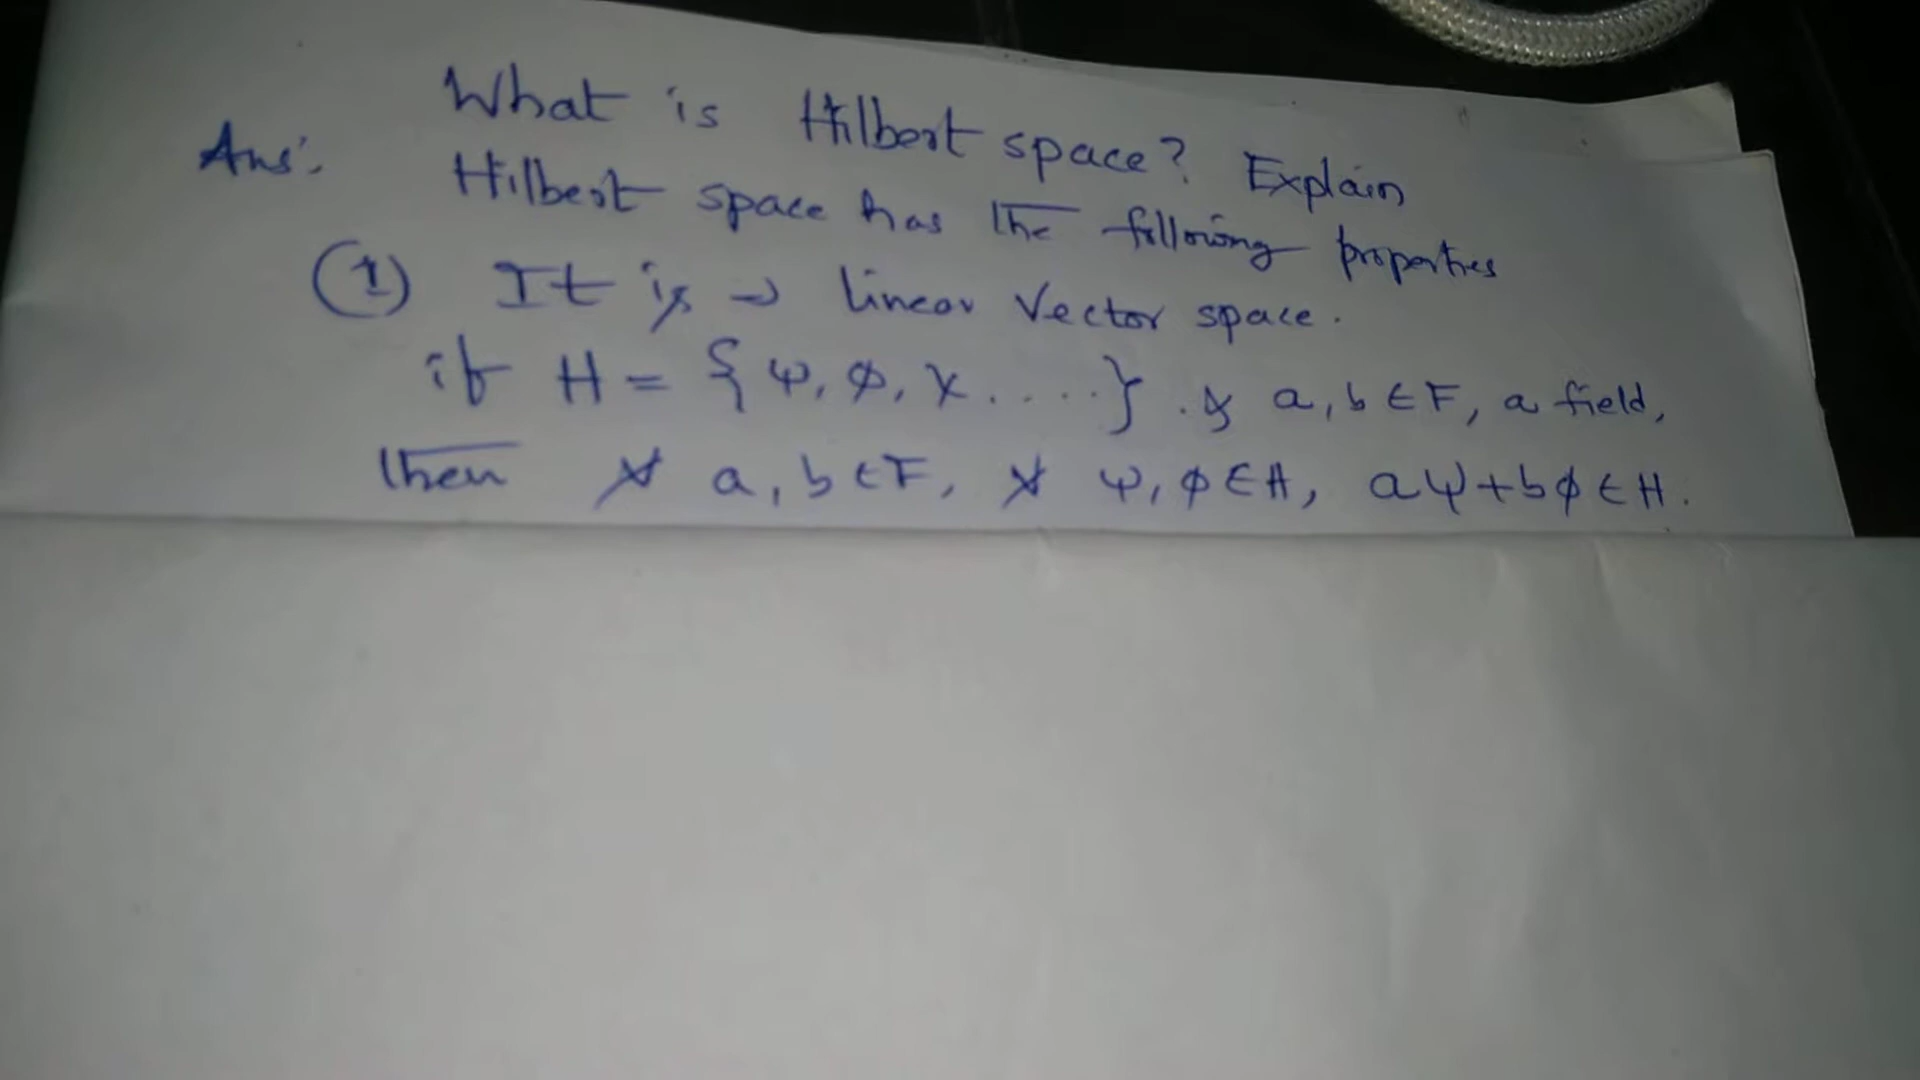 What is Hilbert space? Explain
Ans: Hilbert space has the following properties
(1) It is a linear vector space.
if H = {ψ, φ, χ.....} . & a, b ∈ F, a field,
then ∀ a, b ∈ F, ∀ ψ, φ ∈ H, aψ+bφ ∈ H.